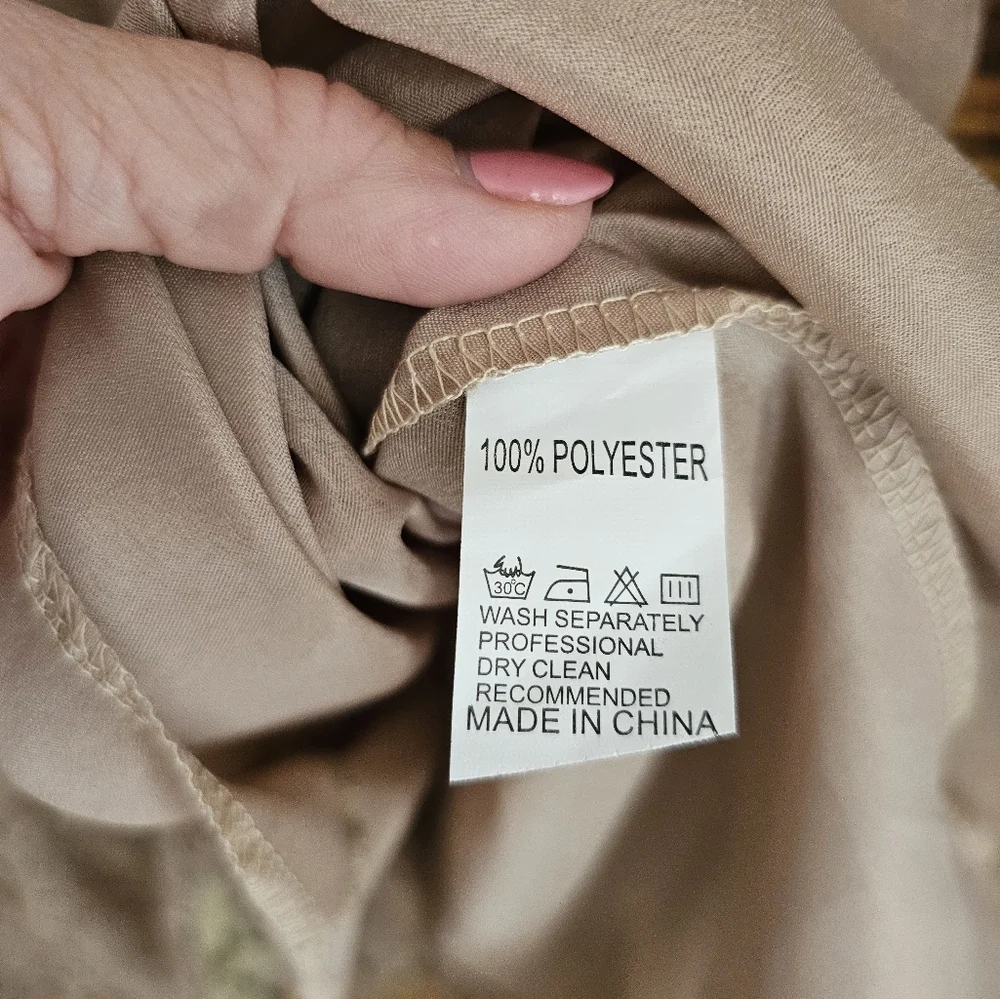 100% POLYESTER
30°C
WASH SEPARATELY
PROFESSIONAL
DRY CLEAN
RECOMMENDED
MADE IN CHINA